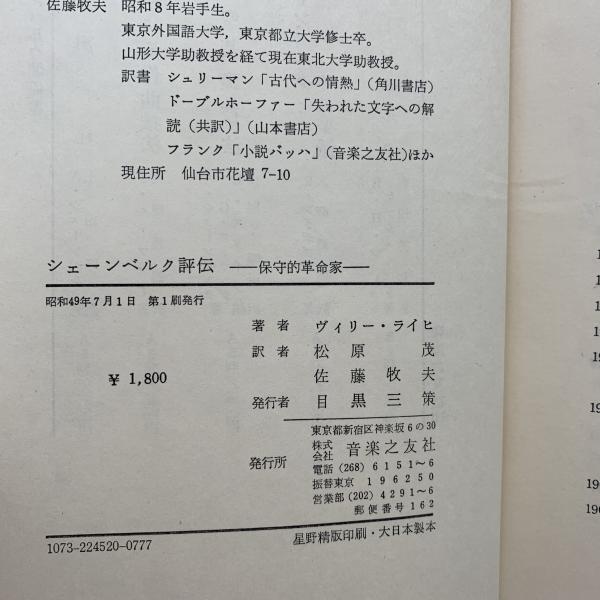 佐藤牧夫 昭和8年岩手生。
東京外国語大学,東京都立大学修士卒。
山形大学助教授を経て現在東北大学助教授。
訳書 シュリーマン「古代への情熱」(角川書店)
ドーブルホーファー「失われた文字への解
読(共訳)」(山本書店)
フランク「小説バッハ」(音楽之友社)ほか
現住所 仙台市花壇 7-10
シェーンベルク評伝 ――保守的革命家――
昭和49年7月1日 第1刷発行
著者 ヴィリー・ライヒ
訳者 松原茂
佐藤牧夫
¥ 1,800
発行者 目黒三策
東京都新宿区神楽坂6の30
発行所 株式会社 音楽之友社
電話(268)6151〜6
振替東京 196250
営業部(202)4291〜6
郵便番号162
1073-224520-0777
星野精版印刷・大日本製本